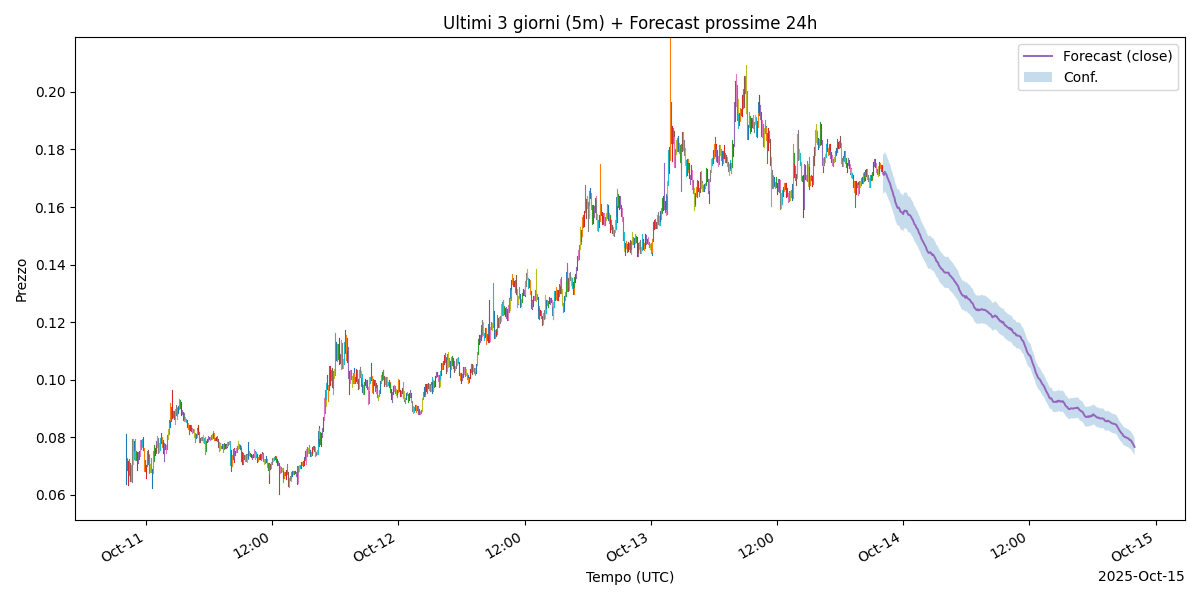 Ultimi 3 giorni (5m) + Forecast prossime 24h
Forecast (close)
Conf.
Prezzo
0.20
0.18
0.16
0.14
0.12
0.10
0.08
0.06
Oct-11
12:00
Oct-12
12:00
Oct-13
12:00
Oct-14
12:00
Oct-15
Tempo (UTC)
2025-Oct-15